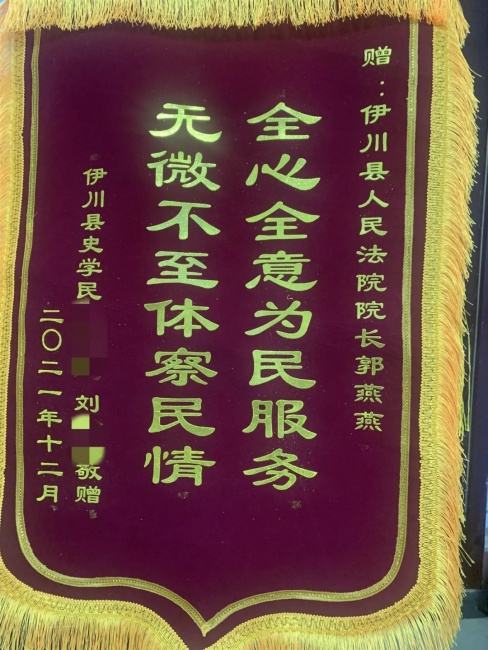 赠：伊川县人民法院院长郭燕燕
全心全意为民服务
无微不至体察民情
伊川县史学民 刘 敬赠
二〇二一年十二月